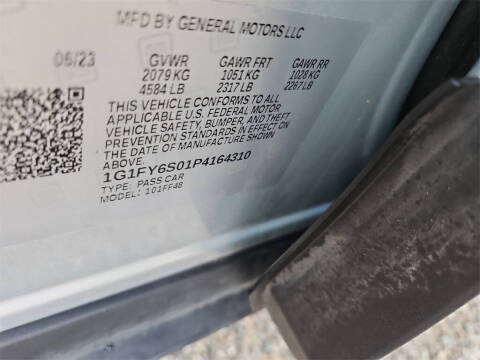 MFD BY GENERAL MOTORS LLC
06/23 GVWR GAWR FRT GAWR RR
2079 KG 1051 KG 1028 KG
4584 LB 2317 LB 2267 LB
THIS VEHICLE CONFORMS TO ALL
APPLICABLE U.S. FEDERAL MOTOR
VEHICLE SAFETY, BUMPER, AND THEFT
PREVENTION STANDARDS IN EFFECT ON
THE DATE OF MANUFACTURE SHOWN
ABOVE.
1G1FY6S01P4164310
TYPE: PASS CAR
MODEL: 101FF48